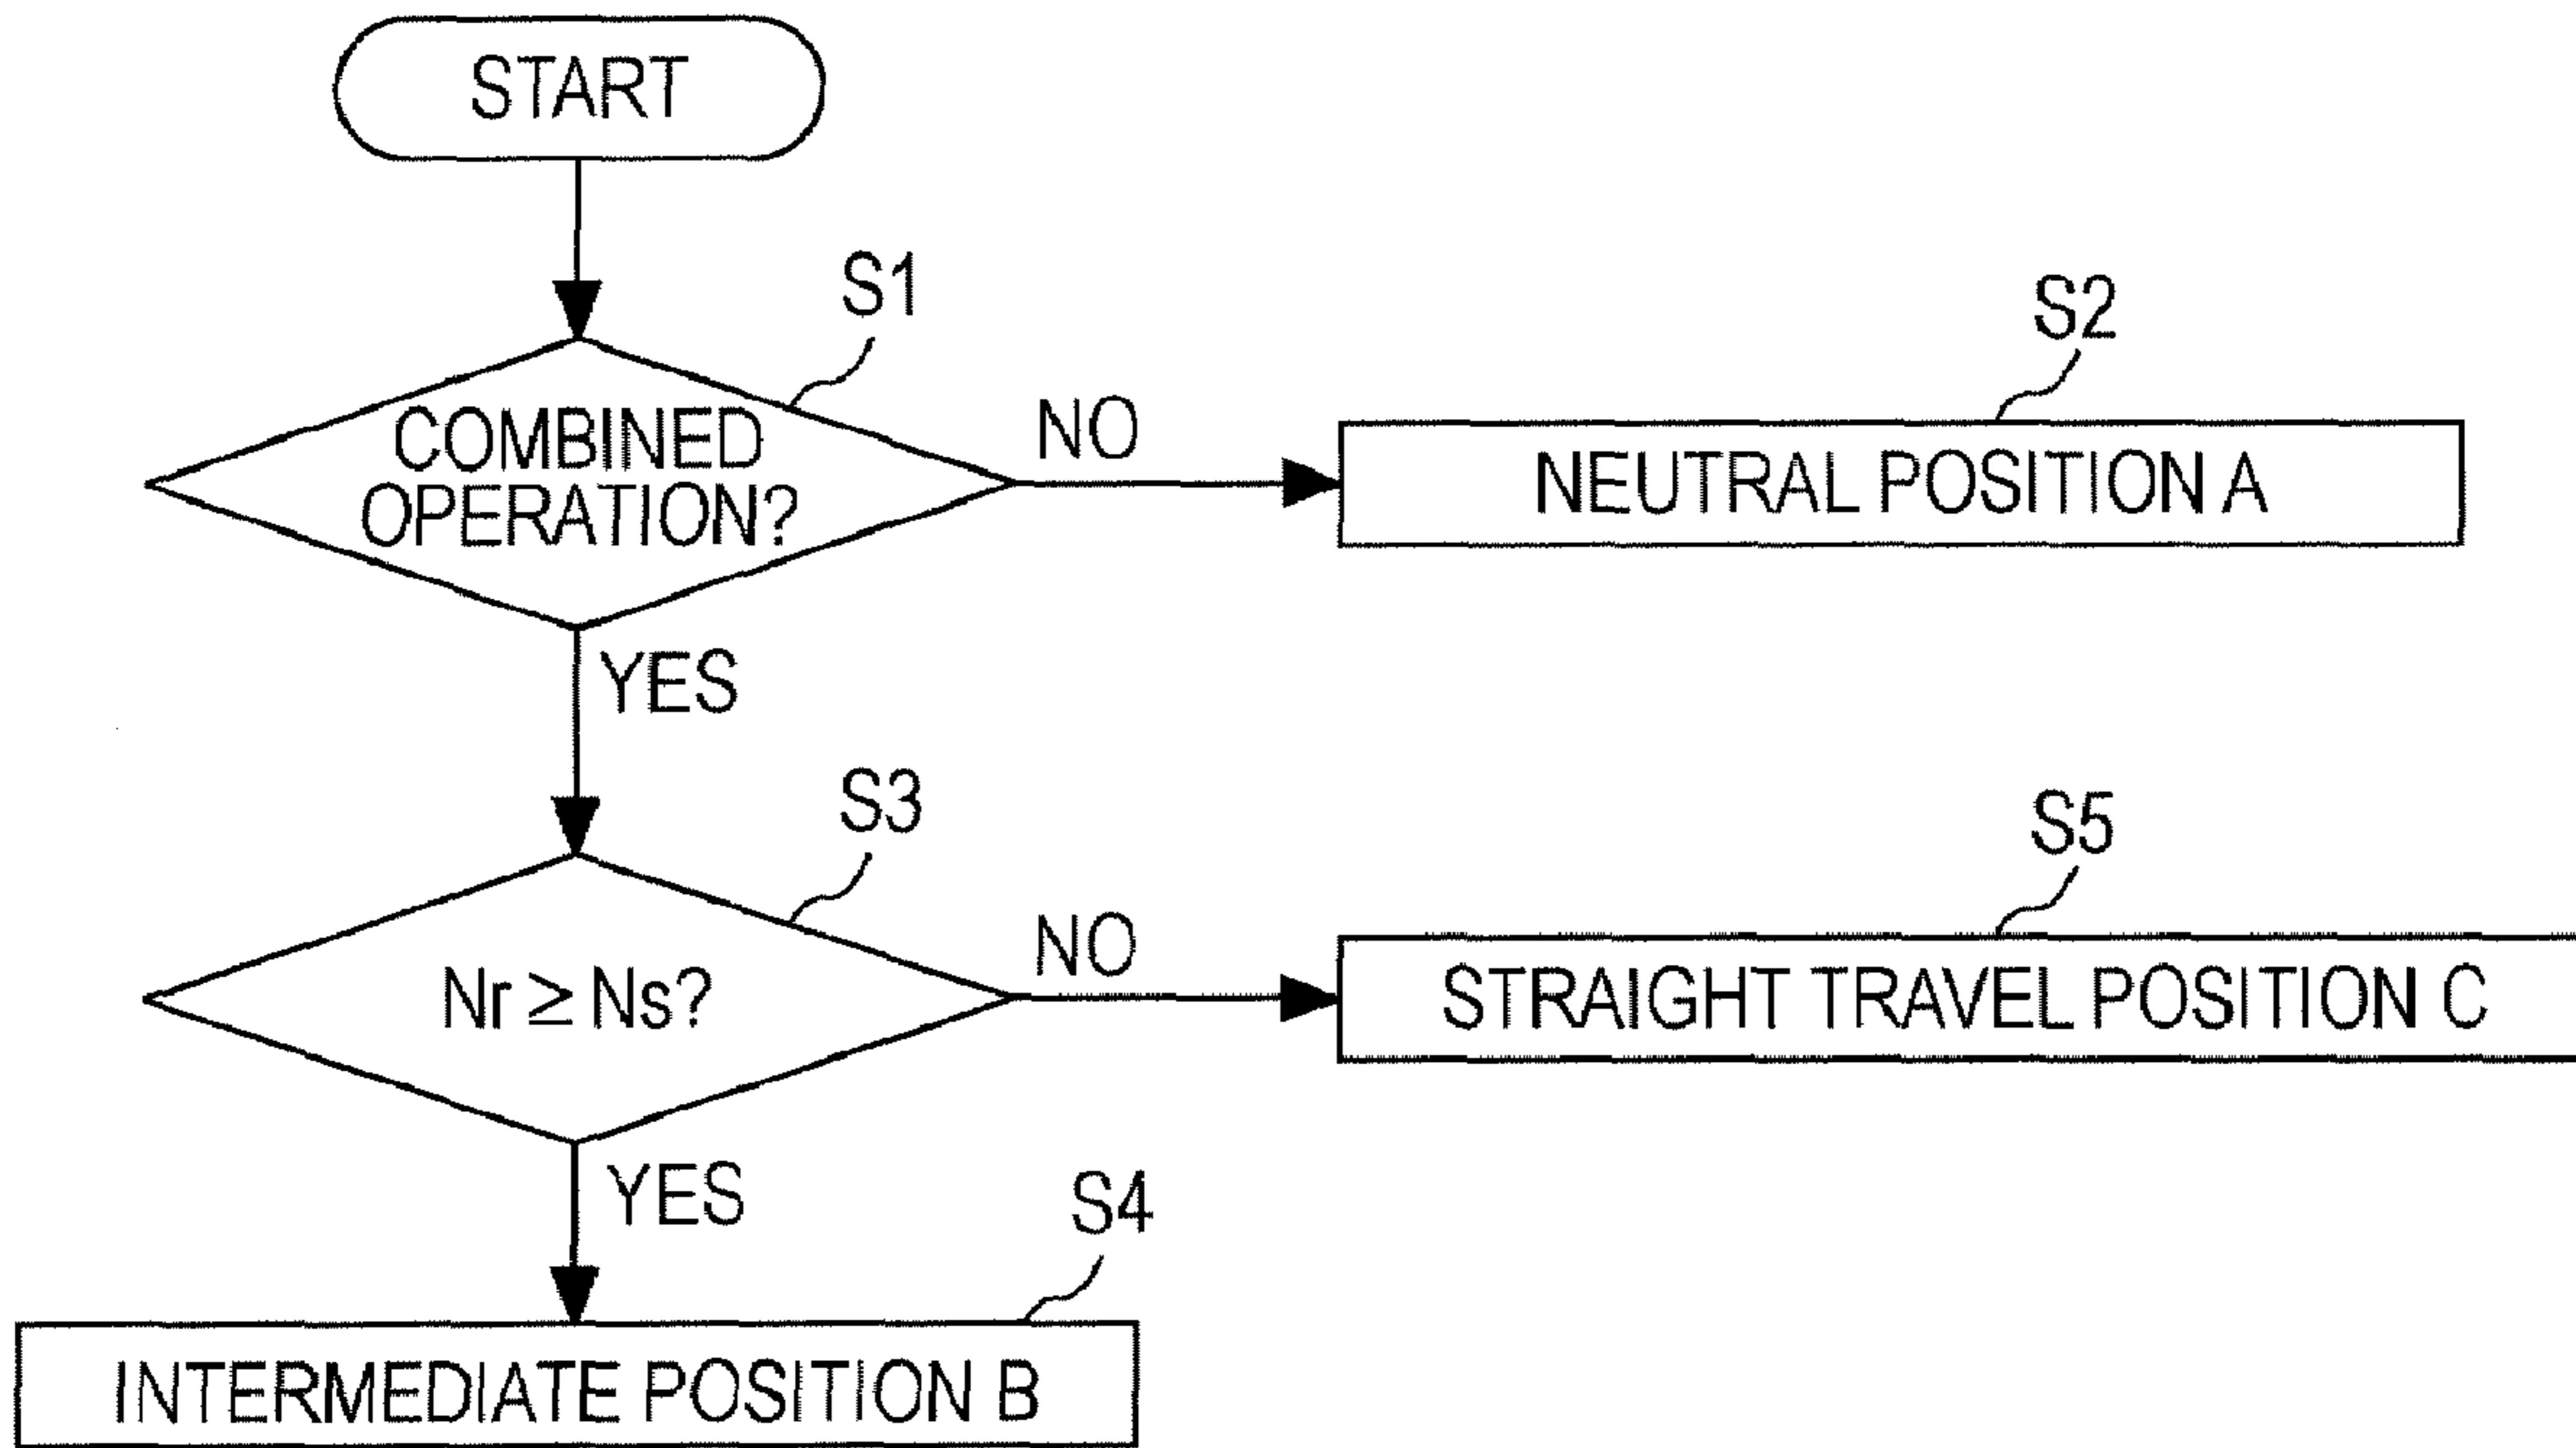 START
S1
S2
COMBINED
OPERATION?
NO
NEUTRAL POSITION A
YES
S3
S5
Nr ≥ Ns?
NO
STRAIGHT TRAVEL POSITION C
YES
S4
INTERMEDIATE POSITION B